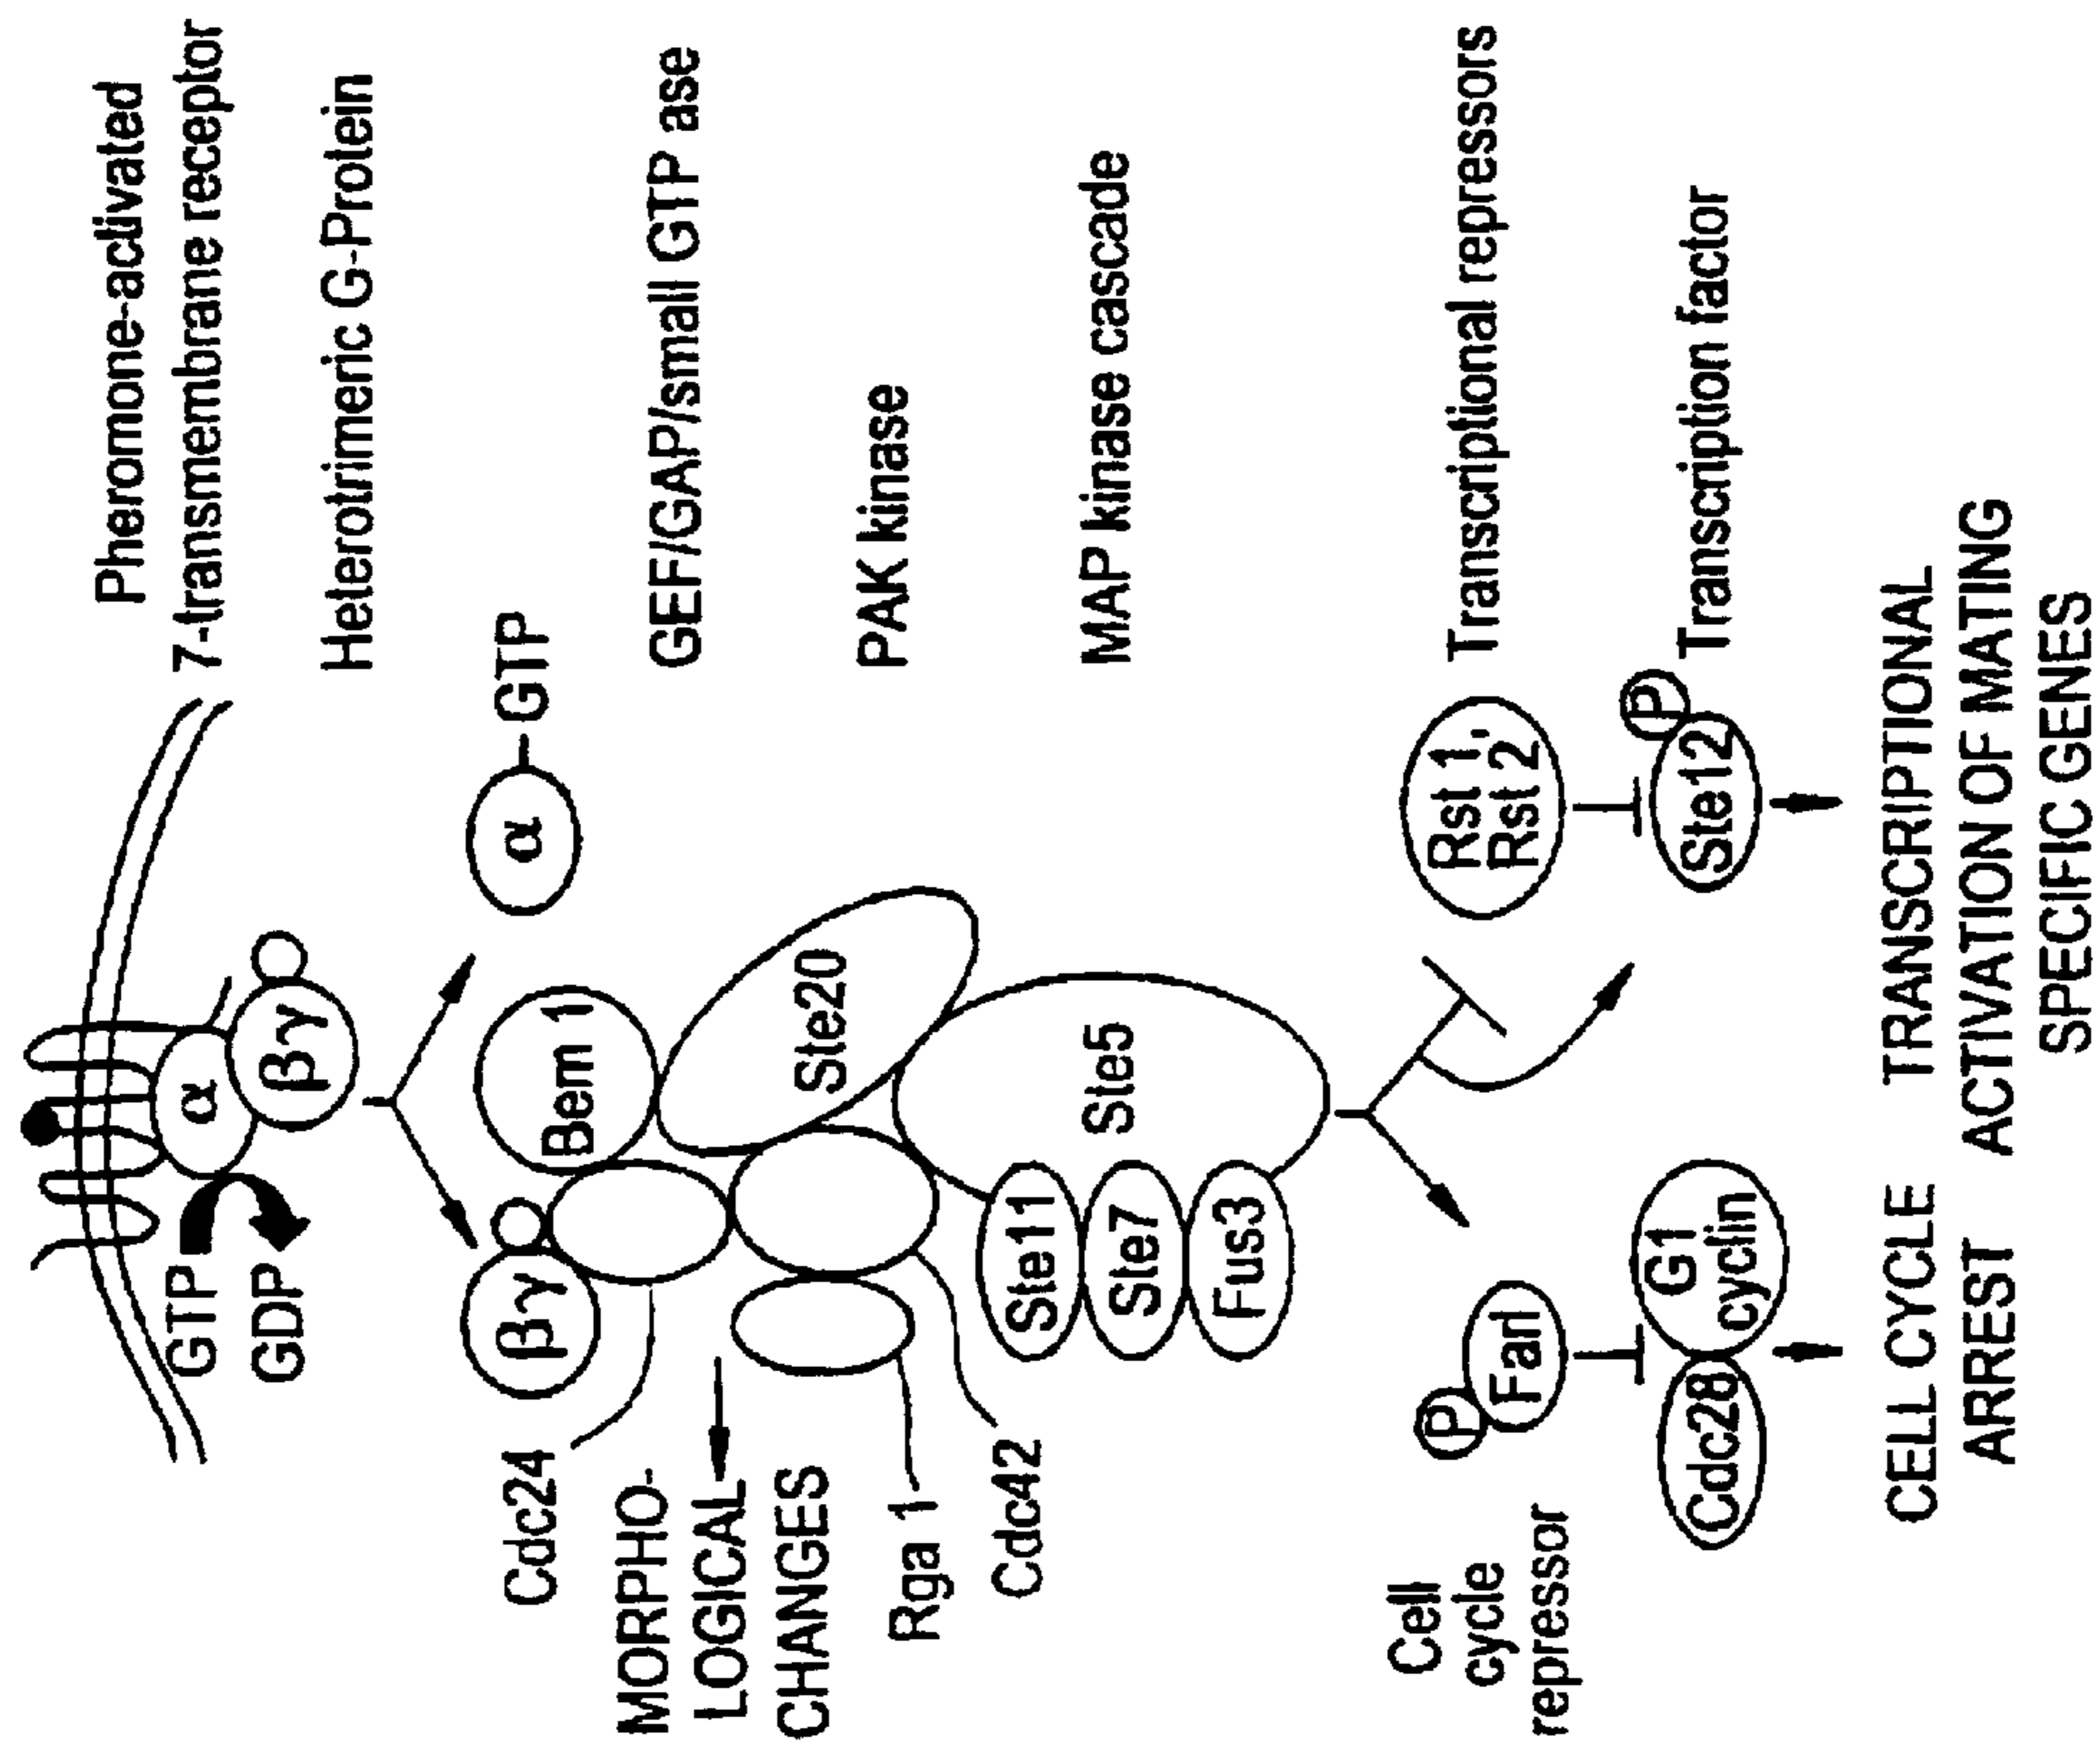 Pheromone-activated
7-transmembrane receptor
α
βγ
GTP
GDP
Heterotrimeric G-Protein
α
GTP
βγ
Bem 1
Cdc24
GEF/GAP/small GTP ase
MORPHO-
LOGICAL
CHANGES
Ste20
PAK kinase
Rga 1
Cdc42
Ste11
Ste7
Fus3
Ste5
MAP kinase cascade
Cell
cycle
repressor
P
Farl
Rst 1,
Rst 2
Transcriptional repressors
Cdc28
G1
cyclin
P
Ste12
Transcription factor
CELL CYCLE
ARREST
TRANSCRIPTIONAL
ACTIVATION OF MATING
SPECIFIC GENES